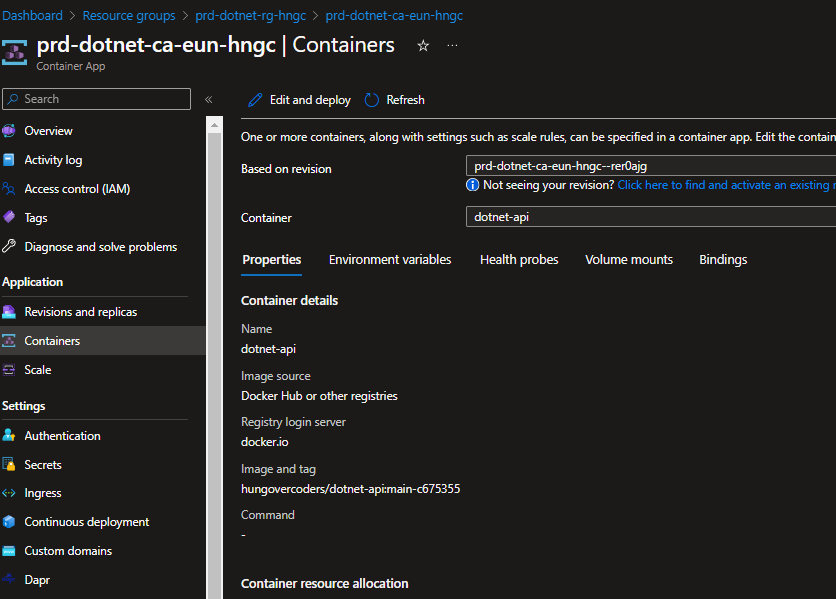 Dashboard > Resource groups > prd-dotnet-rg-hngc > prd-dotnet-ca-eun-hngc
prd-dotnet-ca-eun-hngc | Containers
Container App
Search
Overview
Activity log
Access control (IAM)
Tags
Diagnose and solve problems
Application
Revisions and replicas
Containers
Scale
Settings
Authentication
Secrets
Ingress
Continuous deployment
Custom domains
Dapr
Edit and deploy
Refresh
One or more containers, along with settings such as scale rules, can be specified in a container app. Edit the contain
Based on revision
prd-dotnet-ca-eun-hngc--rer0ajg
Not seeing your revision? Click here to find and activate an existing r
Container
dotnet-api
Properties
Environment variables
Health probes
Volume mounts
Bindings
Container details
Name
dotnet-api
Image source
Docker Hub or other registries
Registry login server
docker.io
Image and tag
hungovercoders/dotnet-api:main-c675355
Command
-
Container resource allocation